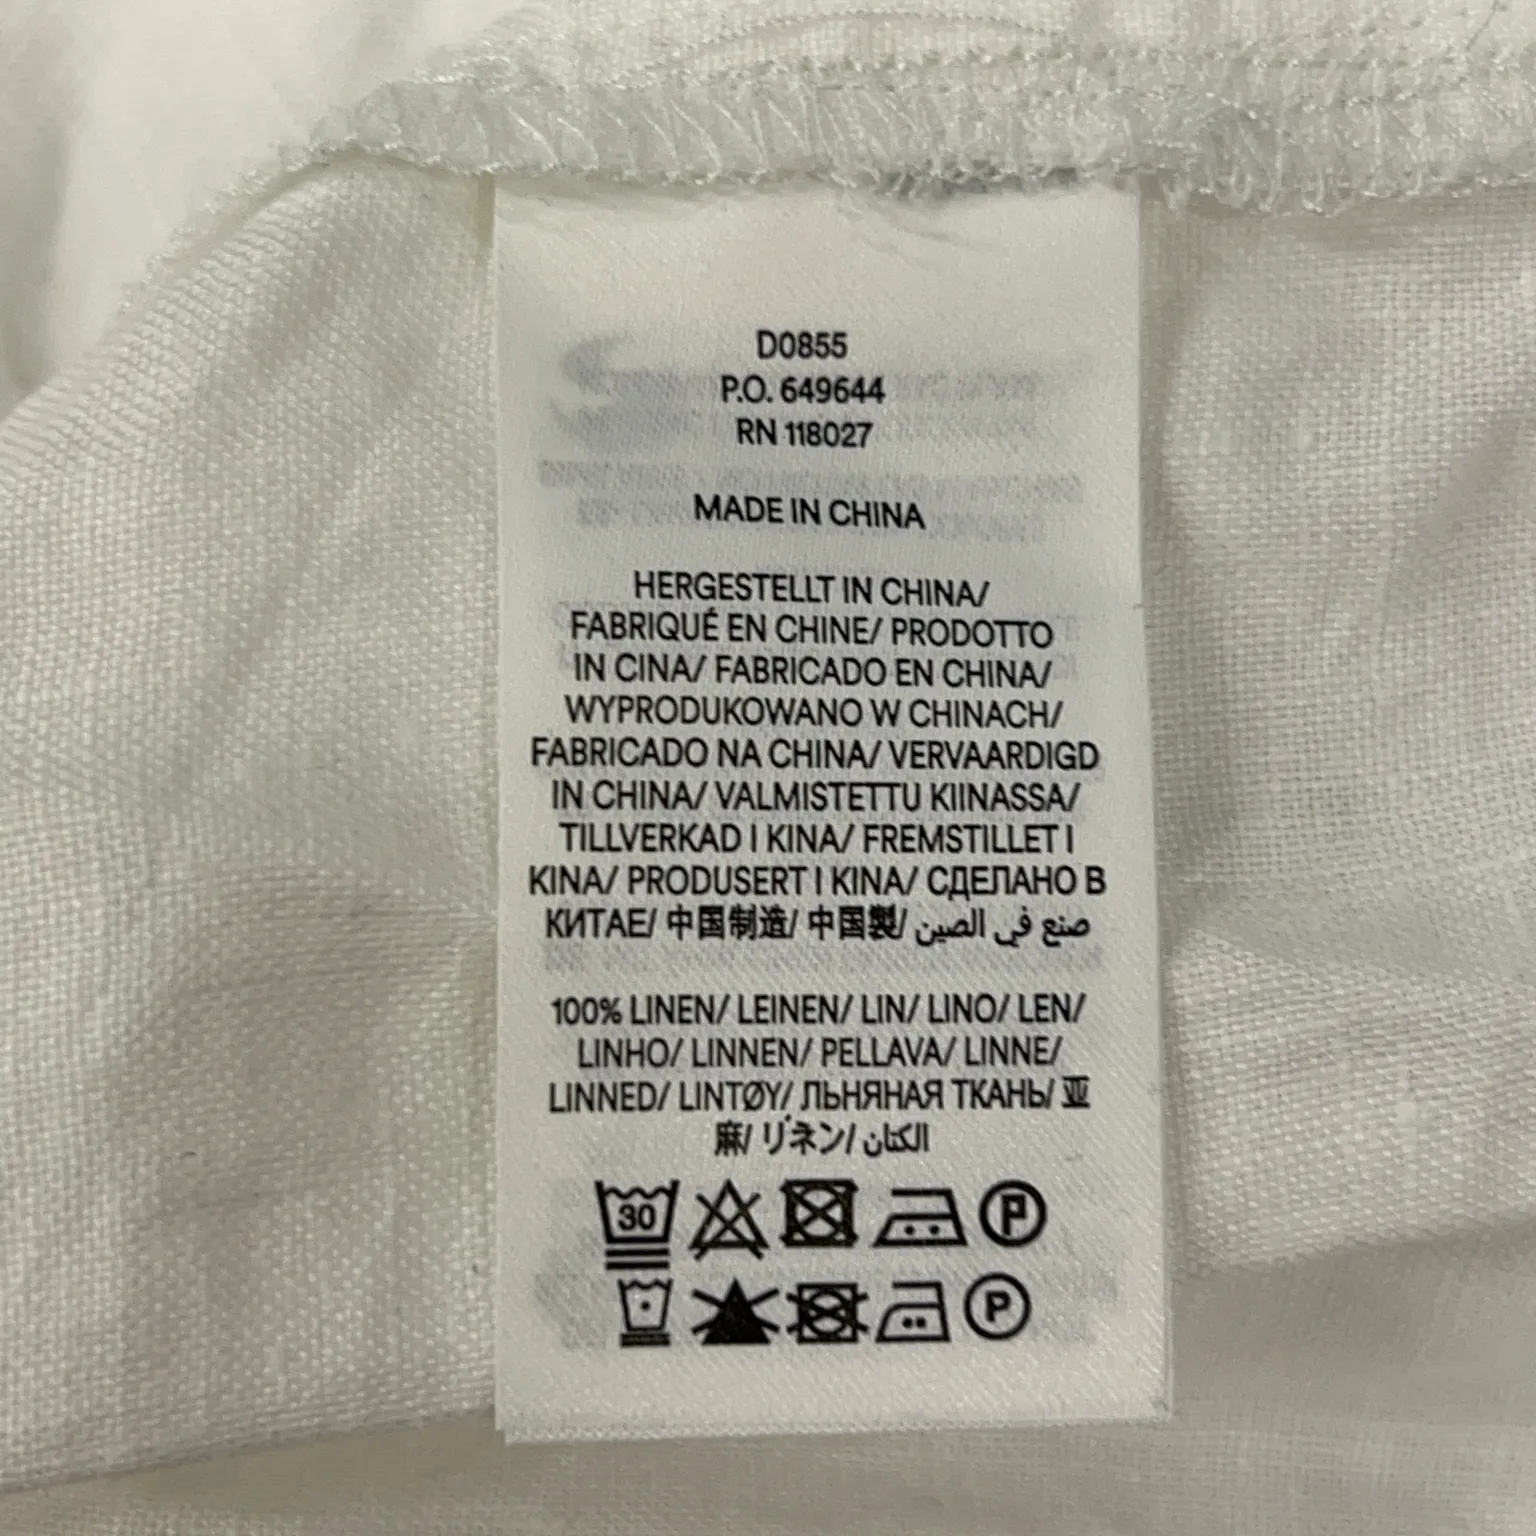 D0855
P.O. 649644
RN 118027
MADE IN CHINA
HERGESTELLT IN CHINA/
FABRIQUÉ EN CHINE/ PRODOTTO
IN CINA/ FABRICADO EN CHINA/
WYPRODUKOWANO W CHINACH/
FABRICADO NA CHINA/ VERVAARDIGD
IN CHINA/ VALMISTETTU KIINASSA/
TILLVERKAD I KINA/ FREMSTILLET I
KINA/ PRODUSERT I KINA/ СДЕЛАНО В
КИТАЕ/ 中国制造/ 中国製/ صنع في الصين
100% LINEN/ LEINEN/ LIN/ LINO/ LEN/
LINHO/ LINNEN/ PELLAVA/ LINNE/
LINNED/ LINTØY/ ЛЬНЯНАЯ ТКАНЬ/ 亚
麻/ リネン/ الكتان
30 P
P